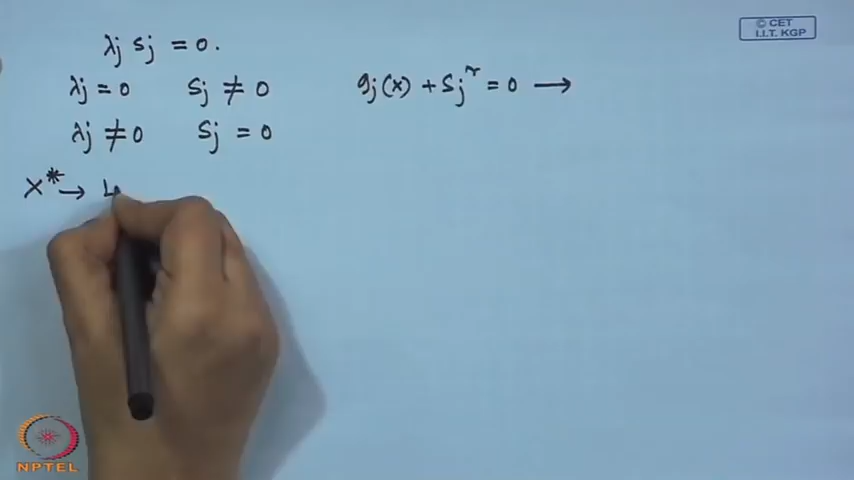 © CET
I.I.T. KGP
λj sj = 0.
λj = 0 sj ≠ 0 gj(x) + sj² = 0 →
λj ≠ 0 sj = 0
X* →
NPTEL